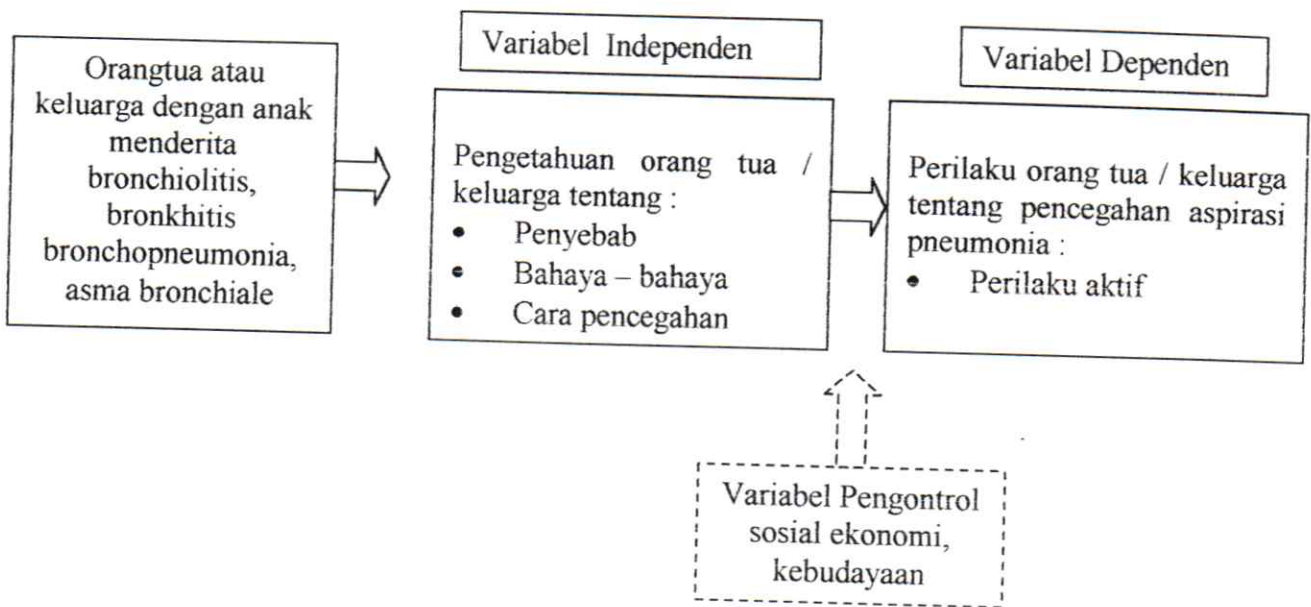 Orangtua atau
keluarga dengan anak
menderita
bronchiolitis,
bronkhitis
bronchopneumonia,
asma bronchiale
Variabel Independen
Pengetahuan orang tua /
keluarga tentang :
• Penyebab
• Bahaya – bahaya
• Cara pencegahan
Variabel Dependen
Perilaku orang tua / keluarga
tentang pencegahan aspirasi
pneumonia :
• Perilaku aktif
Variabel Pengontrol
sosial ekonomi,
kebudayaan